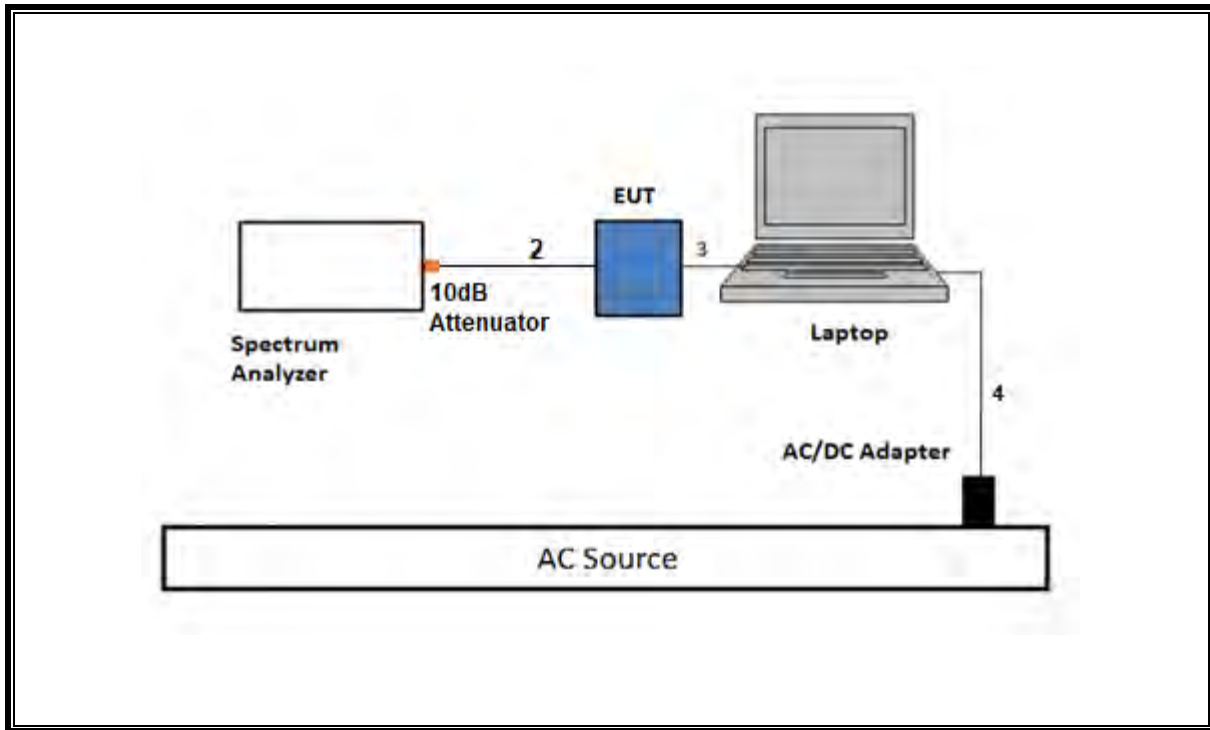 EUT
2
3
10dB
Attenuator
Spectrum
Analyzer
Laptop
4
AC/DC Adapter
AC Source